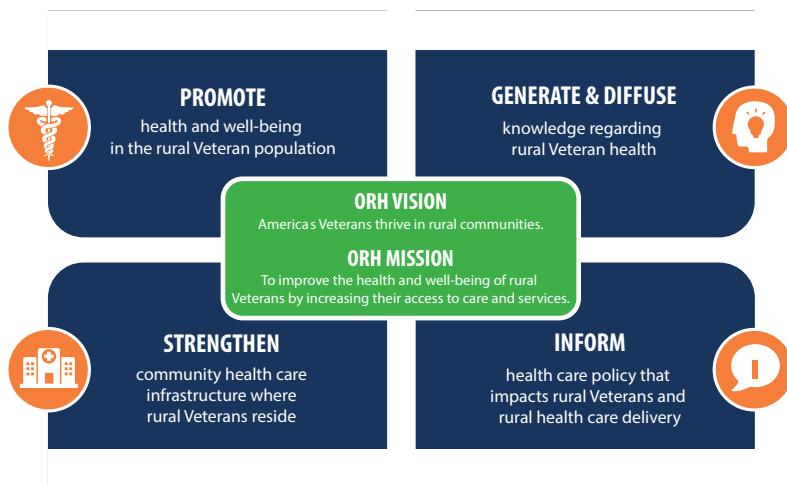 PROMOTE
health and well-being
in the rural Veteran population
GENERATE & DIFFUSE
knowledge regarding
rural Veteran health
ORH VISION
Americas Veterans thrive in rural communities.
ORH MISSION
To improve the health and well-being of rural
Veterans by increasing their access to care and services.
STRENGTHEN
community health care
infrastructure where
rural Veterans reside
INFORM
health care policy that
impacts rural Veterans and
rural health care delivery